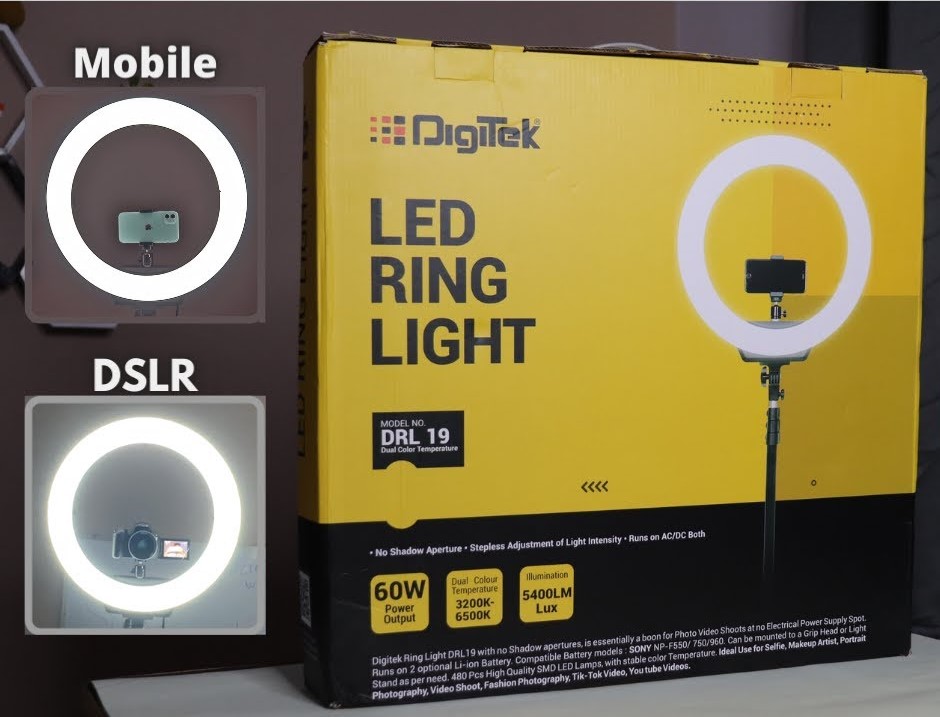 Mobile
DSLR
DigiTek
LED
RING
LIGHT
MODEL NO.
DRL 19
Dual Color Temperature
• No Shadow Aperture • Stepless Adjustment of Light Intensity • Runs on AC/DC Both
60W
Power
Output
Dual Colour
Temperature
3200K-
6500K
Illumination
5400LM
Lux
Digitek Ring Light DRL19 with no Shadow apertures, is essentially a boon for Photo Video Shoots at no Electrical Power Supply Spot.
Runs on 2 optional Li-ion Battery. Compatible Battery models : SONY NP-F550/ 750/960. Can be mounted to a Grip Head or Light
Stand as per need. 480 Pcs High Quality SMD LED Lamps, with stable color Temperature. Ideal Use for Selfie, Makeup Artist, Portrait
Photography, Video Shoot, Fashion Photography, Tik-Tok Video, You tube Videos.
LED RING LIGHT